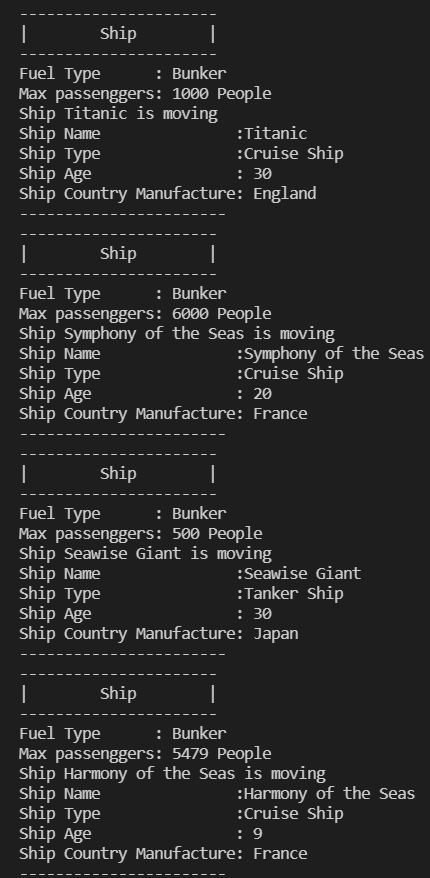 ----------------------
|        Ship        |
----------------------
Fuel Type      : Bunker
Max passenggers: 1000 People
Ship Titanic is moving
Ship Name               :Titanic
Ship Type               :Cruise Ship
Ship Age                : 30
Ship Country Manufacture: England
-----------------------
----------------------
|        Ship        |
----------------------
Fuel Type      : Bunker
Max passenggers: 6000 People
Ship Symphony of the Seas is moving
Ship Name               :Symphony of the Seas
Ship Type               :Cruise Ship
Ship Age                : 20
Ship Country Manufacture: France
-----------------------
----------------------
|        Ship        |
----------------------
Fuel Type      : Bunker
Max passenggers: 500 People
Ship Seawise Giant is moving
Ship Name               :Seawise Giant
Ship Type               :Tanker Ship
Ship Age                : 30
Ship Country Manufacture: Japan
-----------------------
----------------------
|        Ship        |
----------------------
Fuel Type      : Bunker
Max passenggers: 5479 People
Ship Harmony of the Seas is moving
Ship Name               :Harmony of the Seas
Ship Type               :Cruise Ship
Ship Age                : 9
Ship Country Manufacture: France
-----------------------